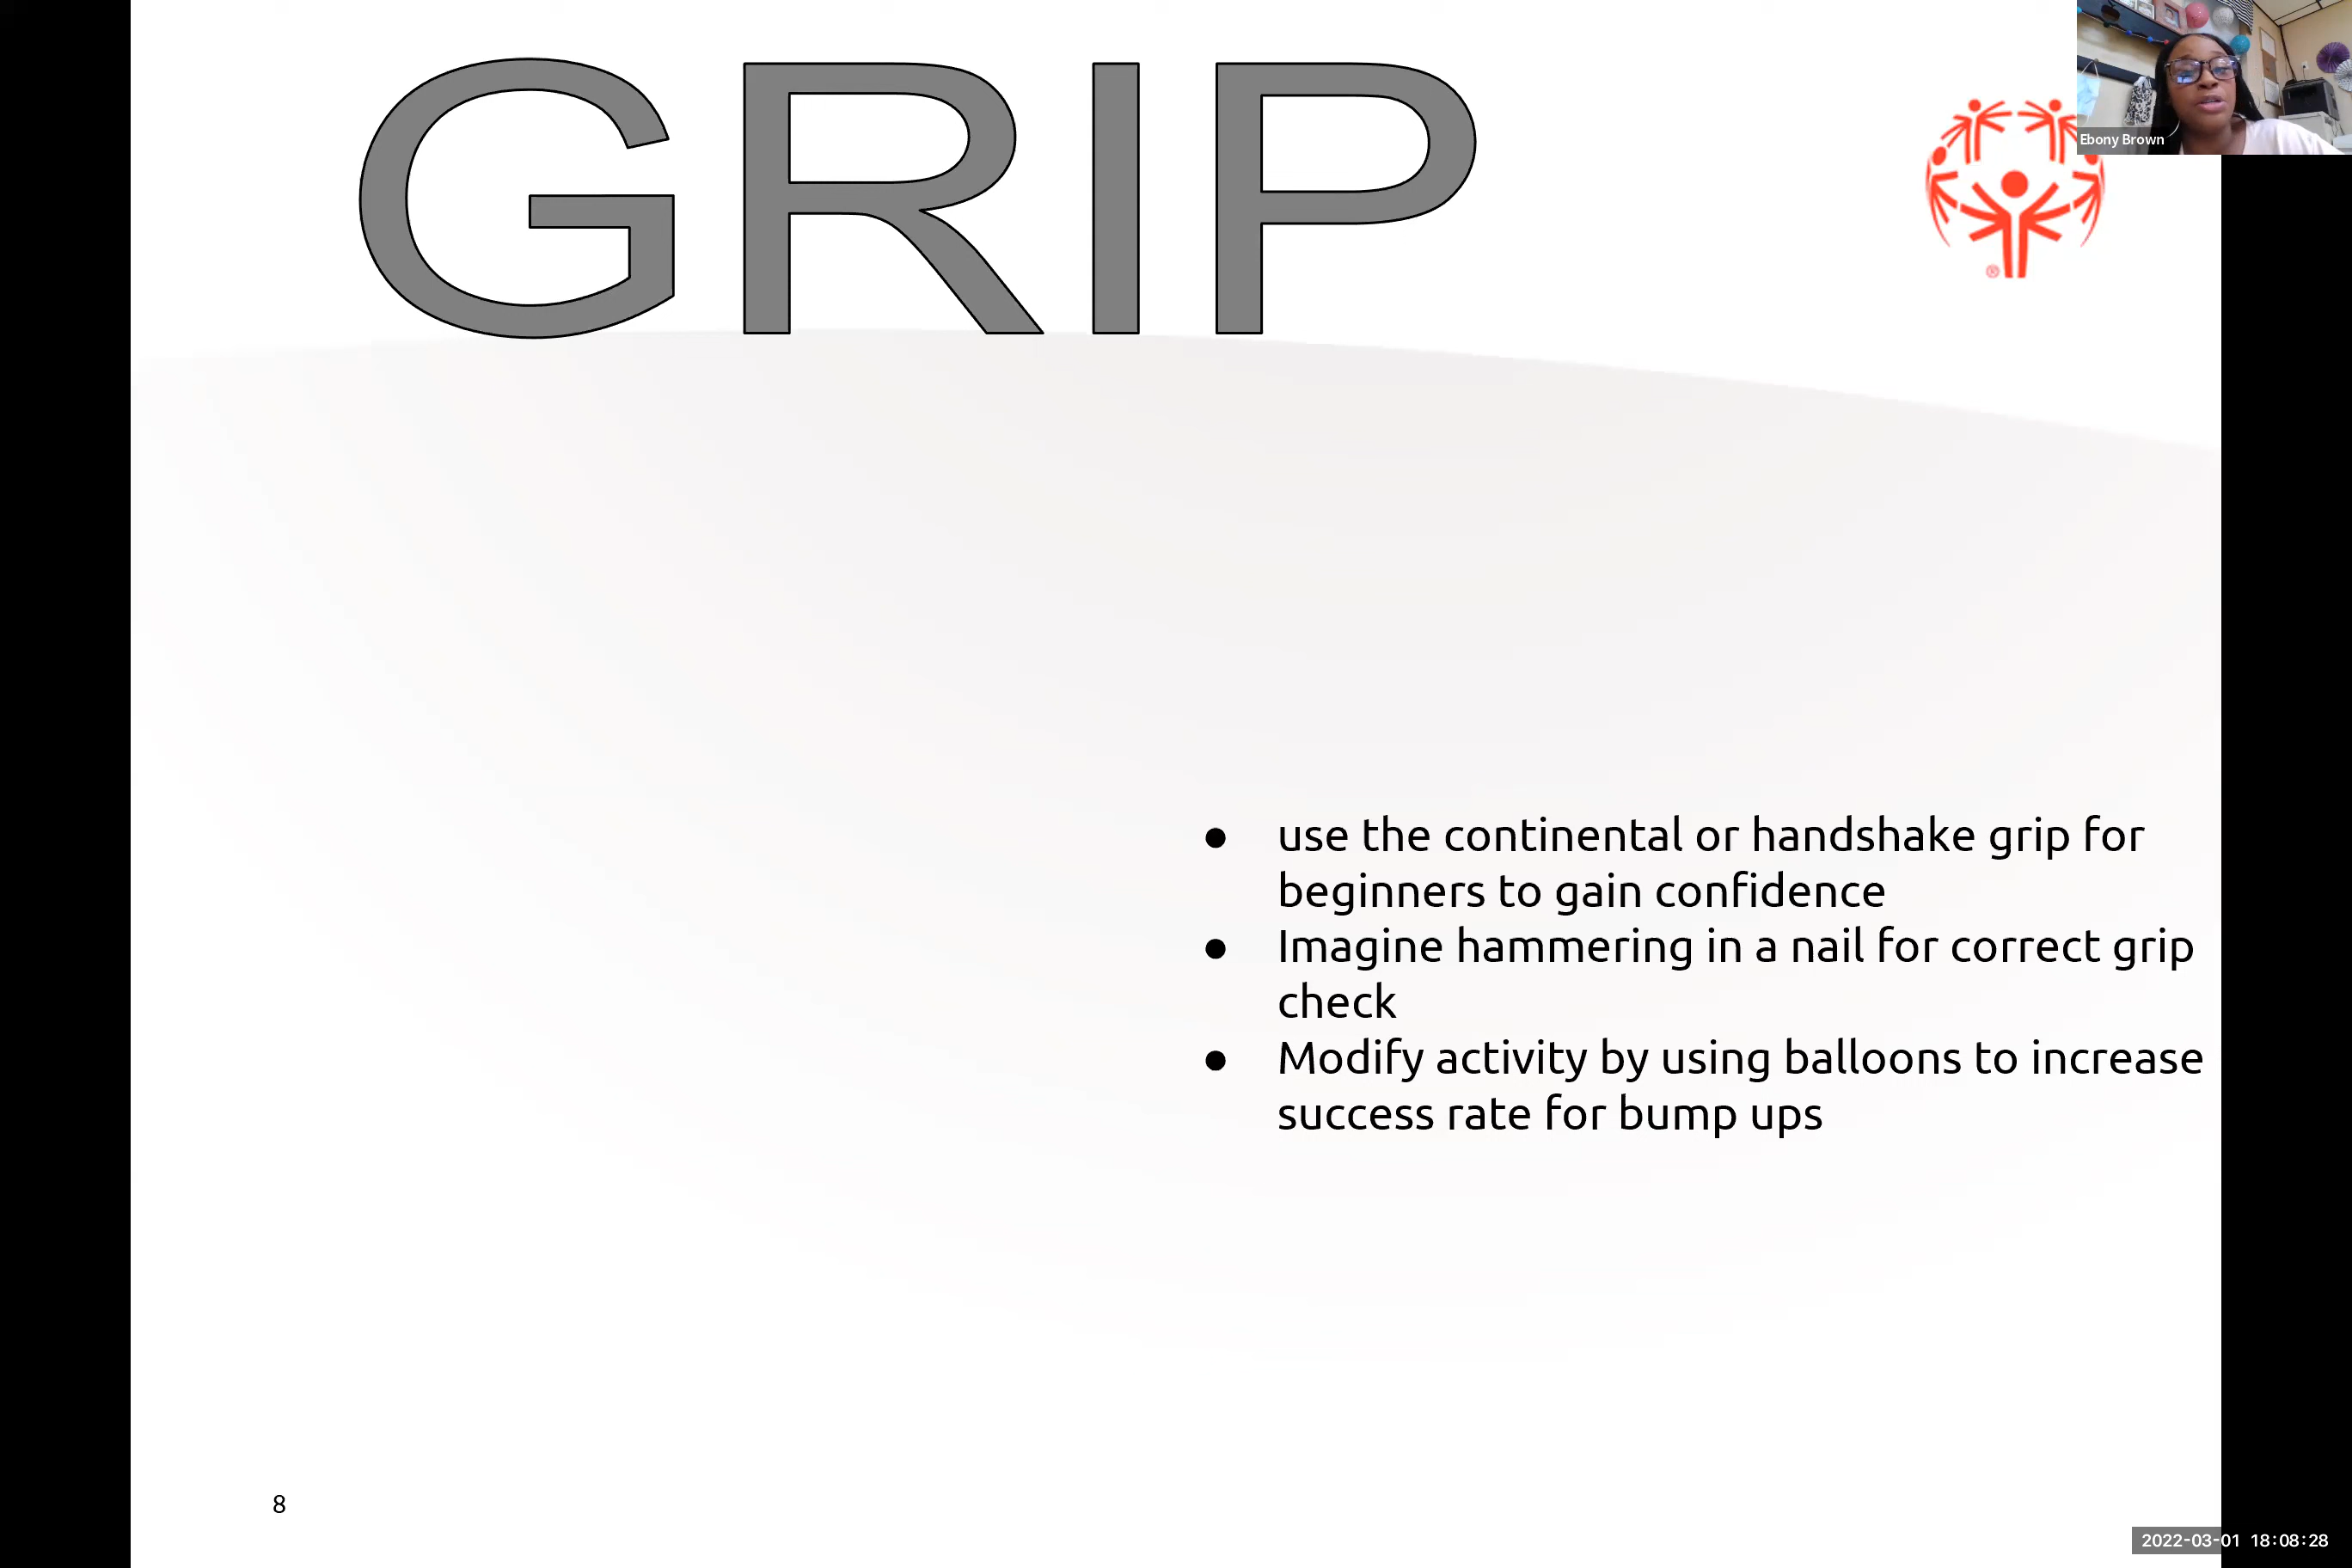 GRIP
Ebony Brown
®
● use the continental or handshake grip for
beginners to gain confidence
● Imagine hammering in a nail for correct grip
check
● Modify activity by using balloons to increase
success rate for bump ups
8
2022-03-01 18:08:28